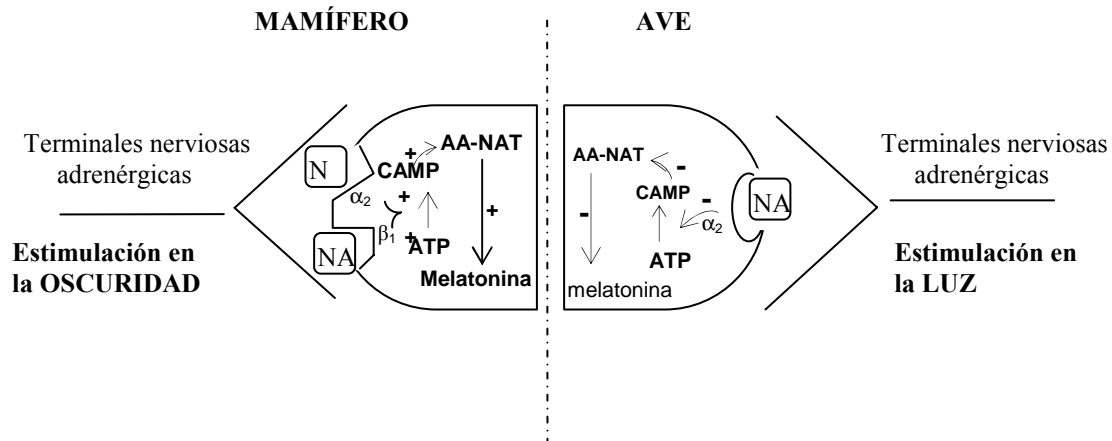 MAMÍFERO
AVE
Terminales nerviosas
adrenérgicas
Estimulación en
la OSCURIDAD
N
NA
α2
β1
+
+
+
CAMP
ATP
AA-NAT
+
Melatonina
AA-NAT
-
CAMP
-
-
α2
ATP
melatonina
NA
Terminales nerviosas
adrenérgicas
Estimulación en
la LUZ